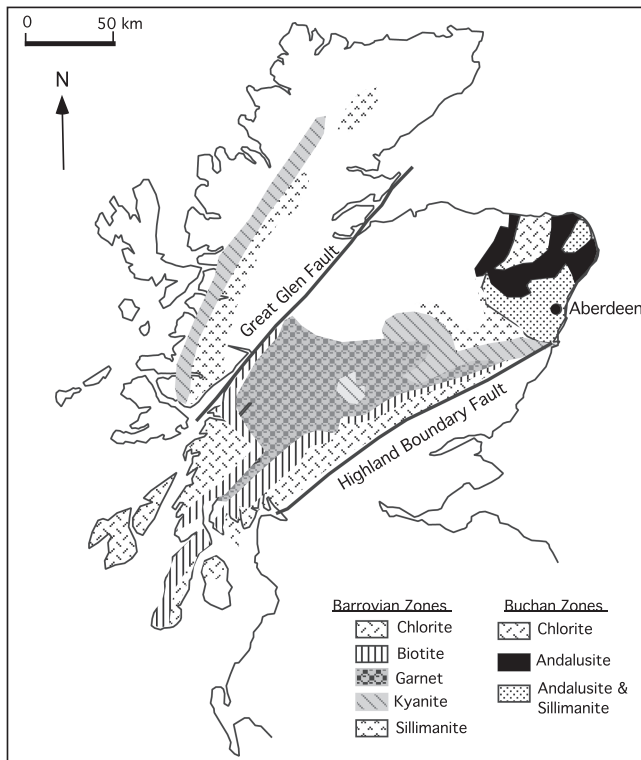 0 50 km
N
Great Glen Fault
Aberdeen
Highland Boundary Fault
Barrovian Zones
Chlorite
Biotite
Garnet
Kyanite
Sillimanite
Buchan Zones
Chlorite
Andalusite
Andalusite &
Sillimanite